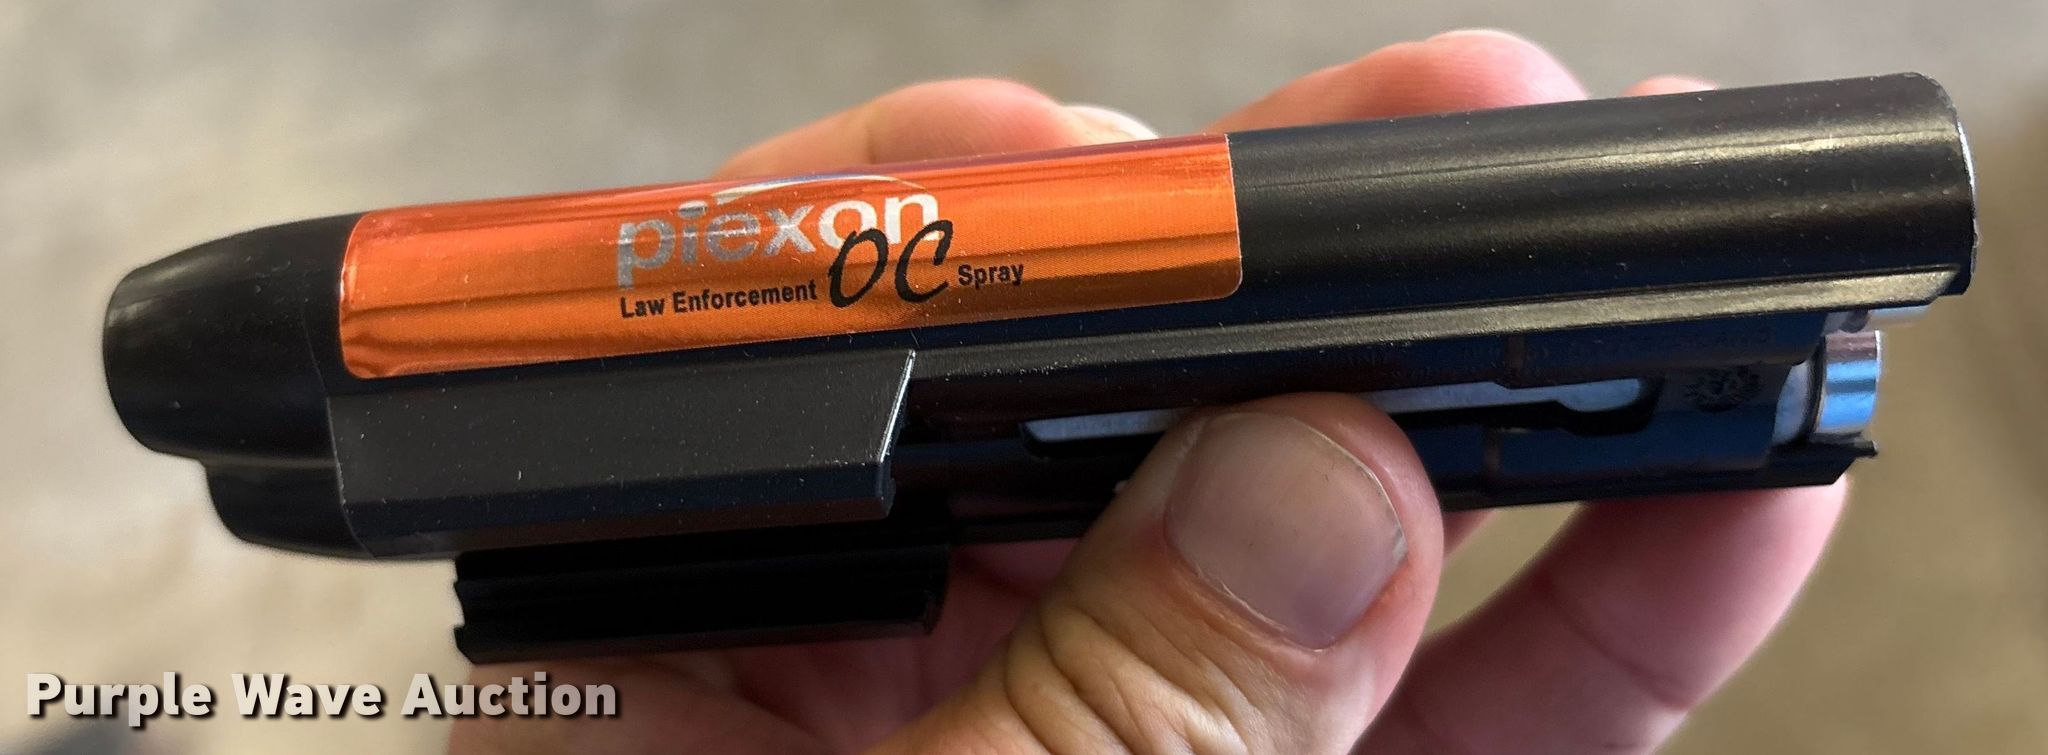 piexon
Law Enforcement OC Spray
Purple Wave Auction